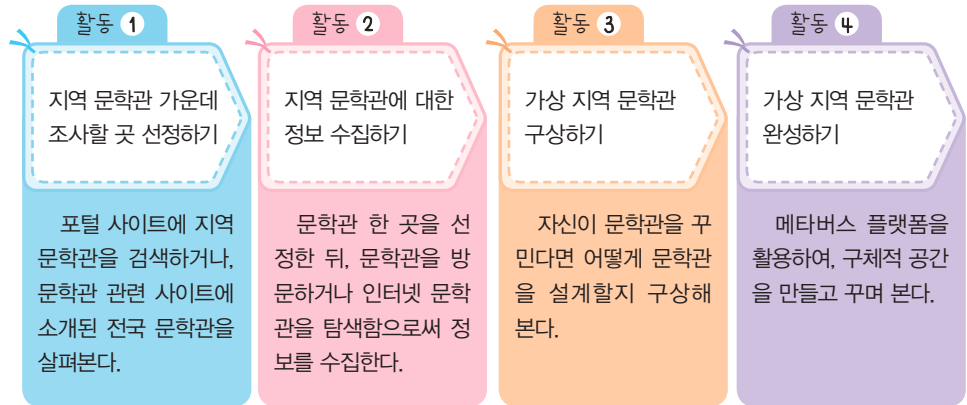 활동 1
지역 문학관 가운데
조사할 곳 선정하기
포털 사이트에 지역
문학관을 검색하거나,
문학관 관련 사이트에
소개된 전국 문학관을
살펴본다.
활동 2
지역 문학관에 대한
정보 수집하기
문학관 한 곳을 선
정한 뒤, 문학관을 방
문하거나 인터넷 문학
관을 탐색함으로써 정
보를 수집한다.
활동 3
가상 지역 문학관
구상하기
자신이 문학관을 꾸
민다면 어떻게 문학관
을 설계할지 구상해
본다.
활동 4
가상 지역 문학관
완성하기
메타버스 플랫폼을
활용하여, 구체적 공간
을 만들고 꾸며 본다.